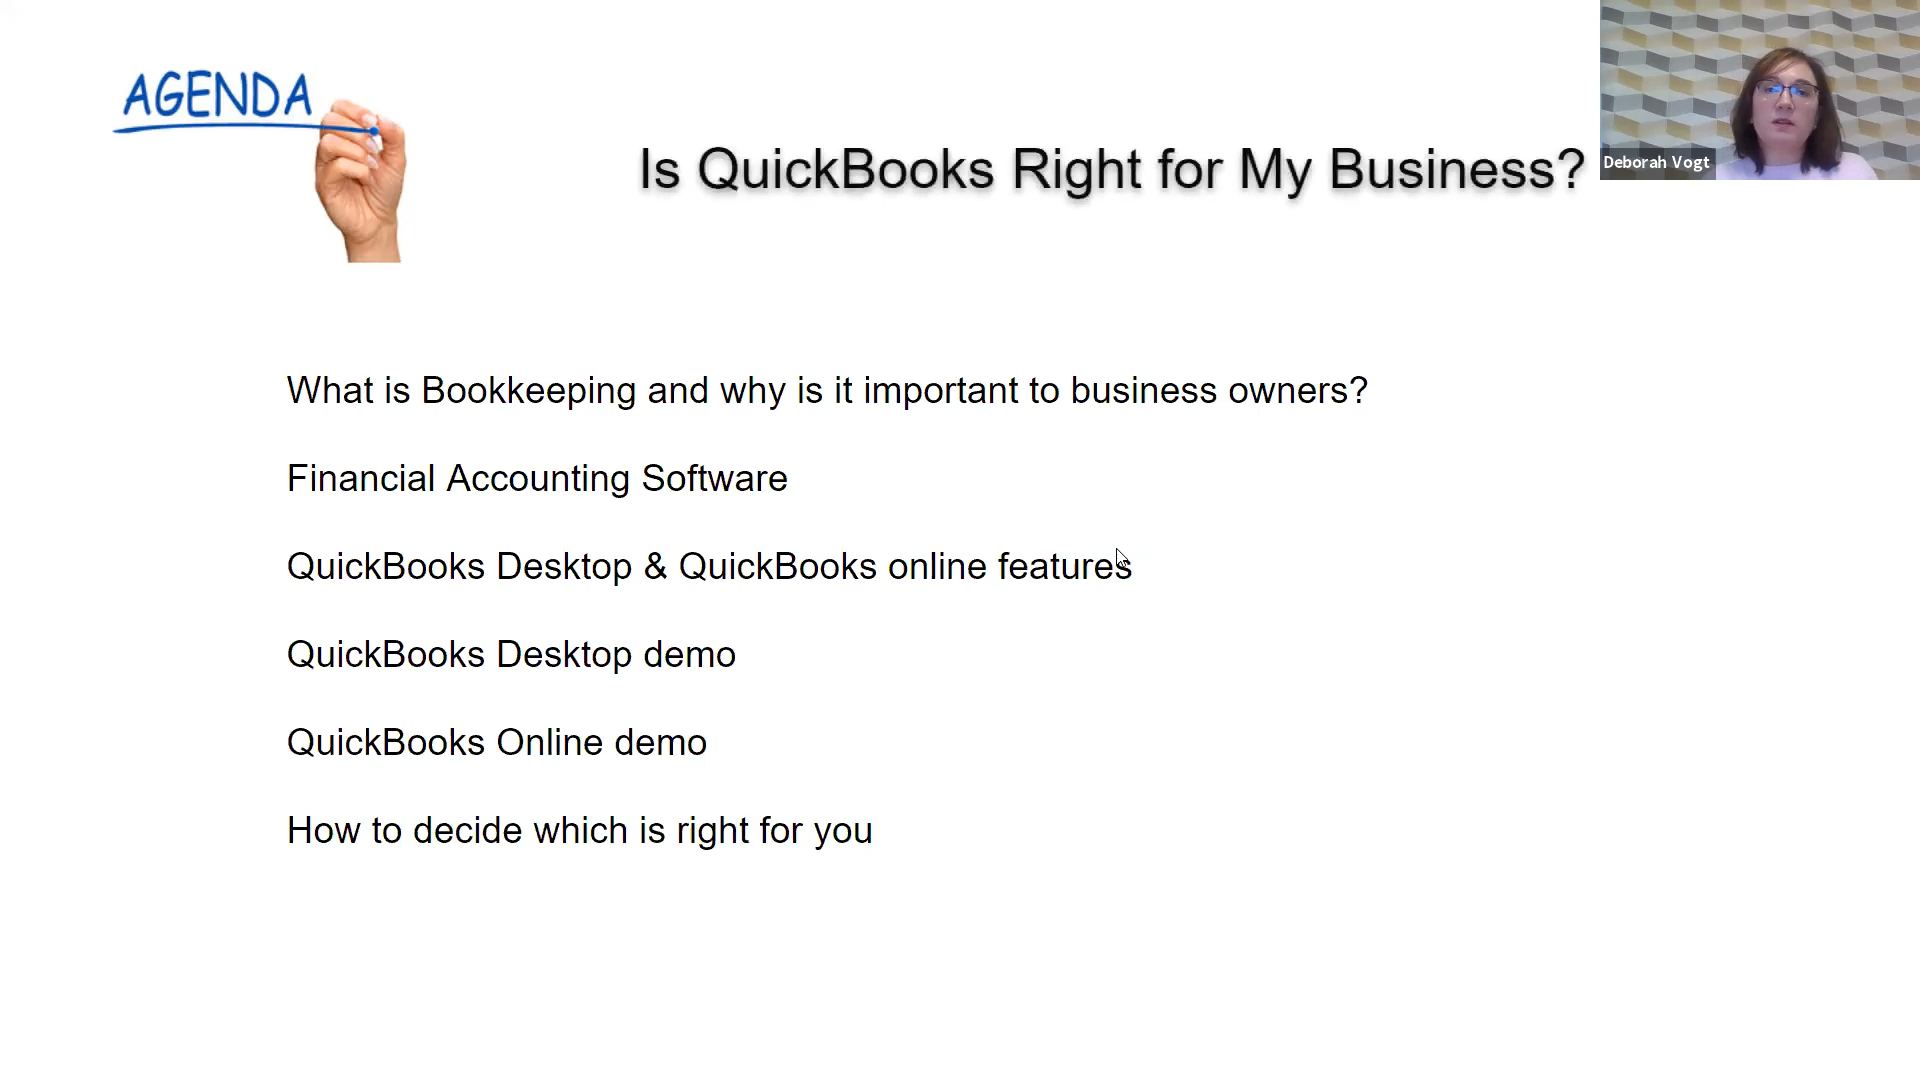 AGENDA
Is QuickBooks Right for My Business?
Deborah Vogt
What is Bookkeeping and why is it important to business owners?
Financial Accounting Software
QuickBooks Desktop & QuickBooks online features
QuickBooks Desktop demo
QuickBooks Online demo
How to decide which is right for you